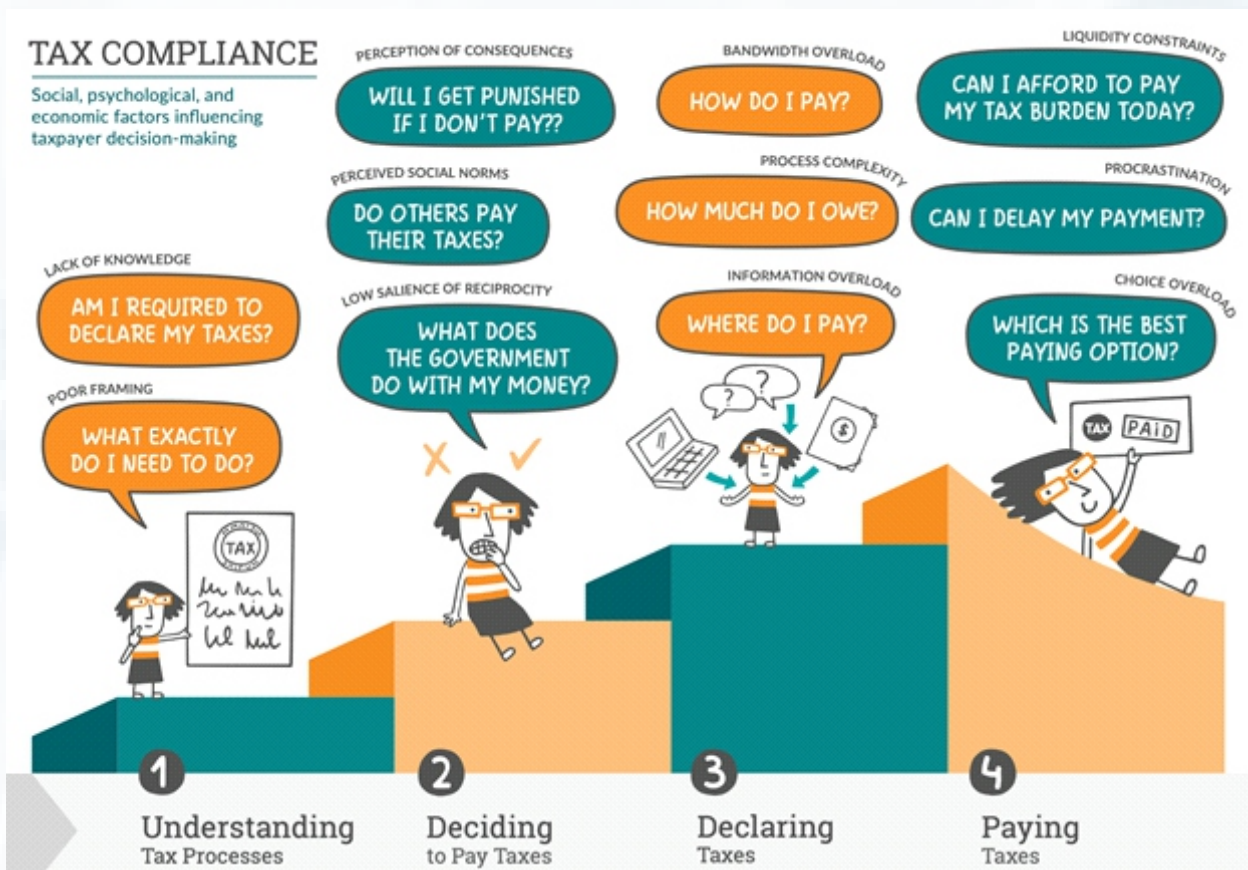 TAX COMPLIANCE
Social, psychological, and
economic factors influencing
taxpayer decision-making
LACK OF KNOWLEDGE
AM I REQUIRED TO
DECLARE MY TAXES?
POOR FRAMING
WHAT EXACTLY
DO I NEED TO DO?
TAX
PERCEPTION OF CONSEQUENCES
WILL I GET PUNISHED
IF I DON'T PAY??
PERCEIVED SOCIAL NORMS
DO OTHERS PAY
THEIR TAXES?
LOW SALIENCE OF RECIPROCITY
WHAT DOES
THE GOVERNMENT
DO WITH MY MONEY?
BANDWIDTH OVERLOAD
HOW DO I PAY?
PROCESS COMPLEXITY
HOW MUCH DO I OWE?
INFORMATION OVERLOAD
WHERE DO I PAY?
?
?
$
LIQUIDITY CONSTRAINTS
CAN I AFFORD TO PAY
MY TAX BURDEN TODAY?
PROCRASTINATION
CAN I DELAY MY PAYMENT?
CHOICE OVERLOAD
WHICH IS THE BEST
PAYING OPTION?
TAX PAID
1
Understanding
Tax Processes
2
Deciding
to Pay Taxes
3
Declaring
Taxes
4
Paying
Taxes